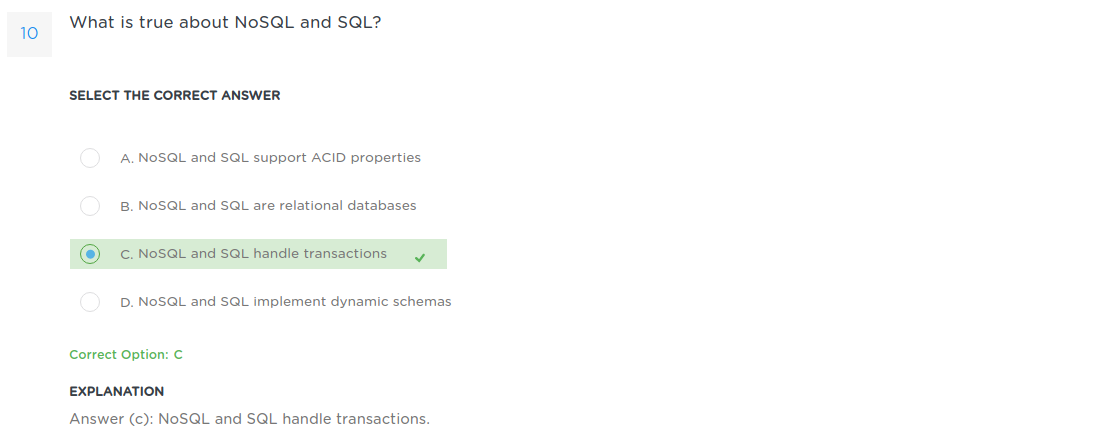 10
What is true about NoSQL and SQL?
SELECT THE CORRECT ANSWER
A. NoSQL and SQL support ACID properties
B. NoSQL and SQL are relational databases
C. NoSQL and SQL handle transactions
D. NoSQL and SQL implement dynamic schemas
Correct Option: C
EXPLANATION
Answer (c): NoSQL and SQL handle transactions.